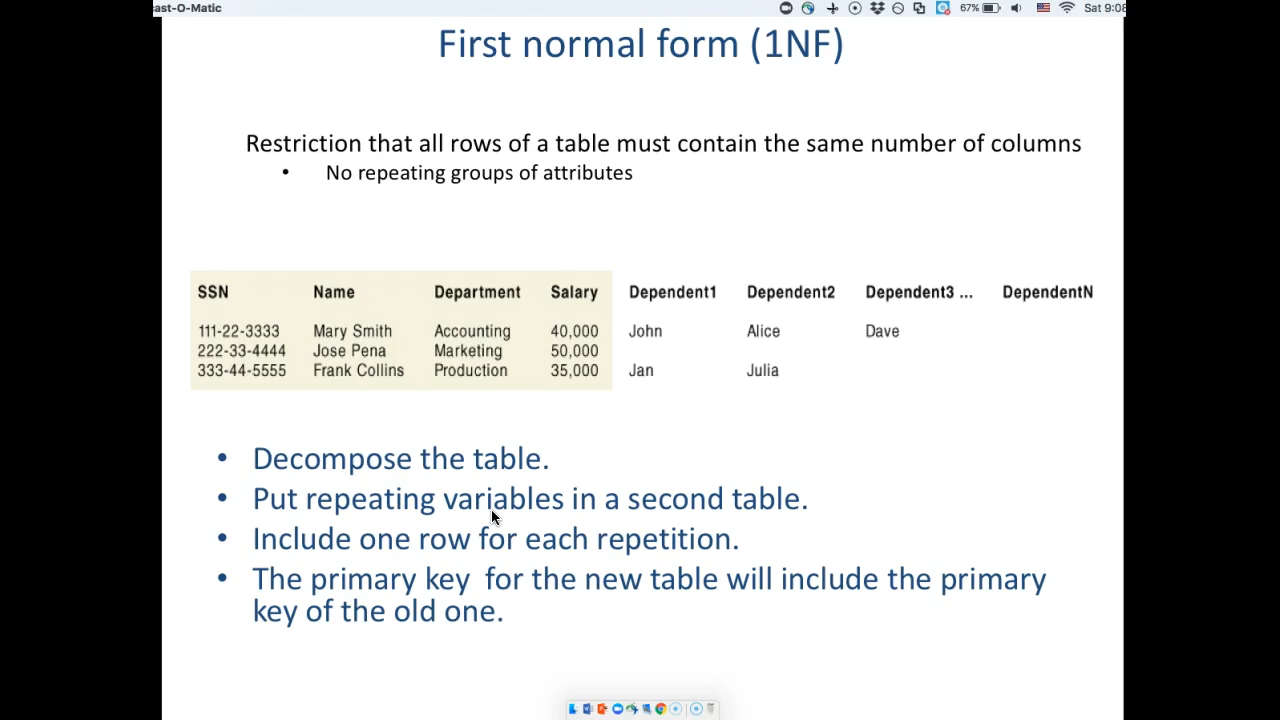 cast-O-Matic 67% Sat 9:08
First normal form (1NF)
Restriction that all rows of a table must contain the same number of columns
• No repeating groups of attributes
SSN Name Department Salary Dependent1 Dependent2 Dependent3 ... DependentN
111-22-3333 Mary Smith Accounting 40,000 John Alice Dave
222-33-4444 Jose Pena Marketing 50,000
333-44-5555 Frank Collins Production 35,000 Jan Julia
• Decompose the table.
• Put repeating variables in a second table.
• Include one row for each repetition.
• The primary key for the new table will include the primary
key of the old one.